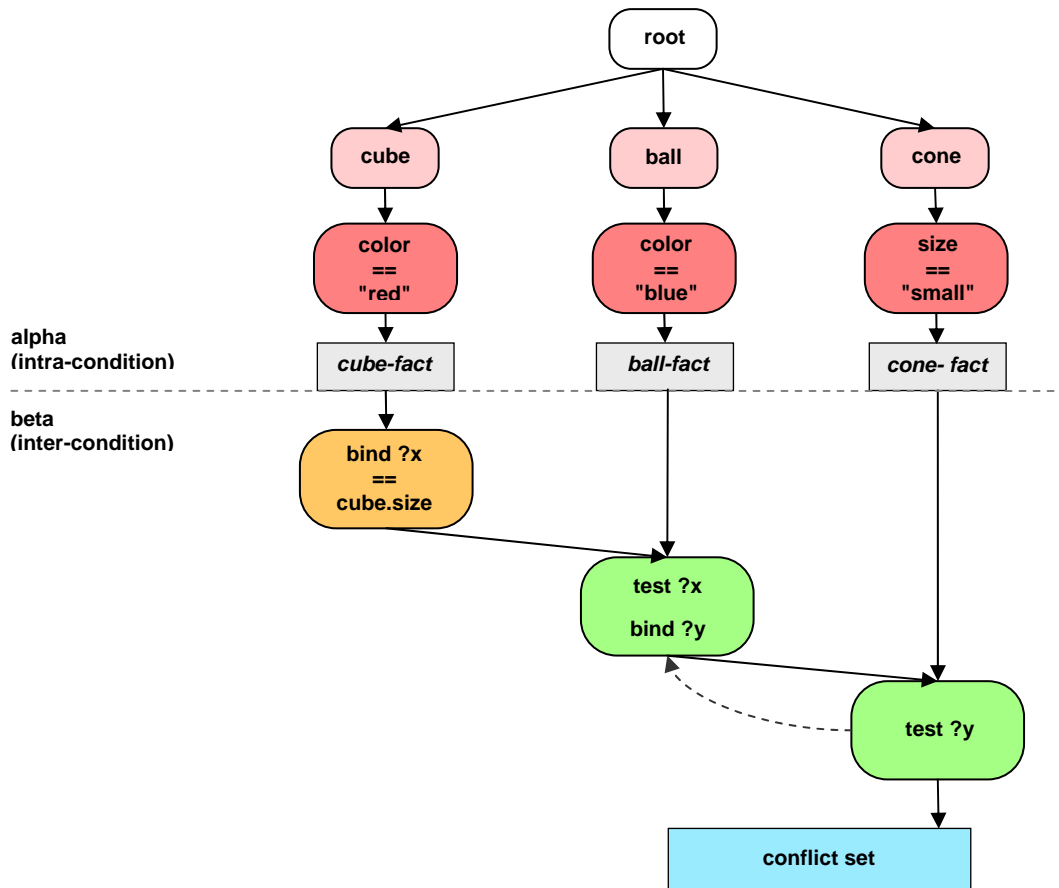 root
cube
ball
cone
color
==
"red"
color
==
"blue"
size
==
"small"
alpha
(intra-condition)
cube-fact
ball-fact
cone- fact
beta
(inter-condition)
bind ?x
==
cube.size
test ?x
bind ?y
test ?y
conflict set